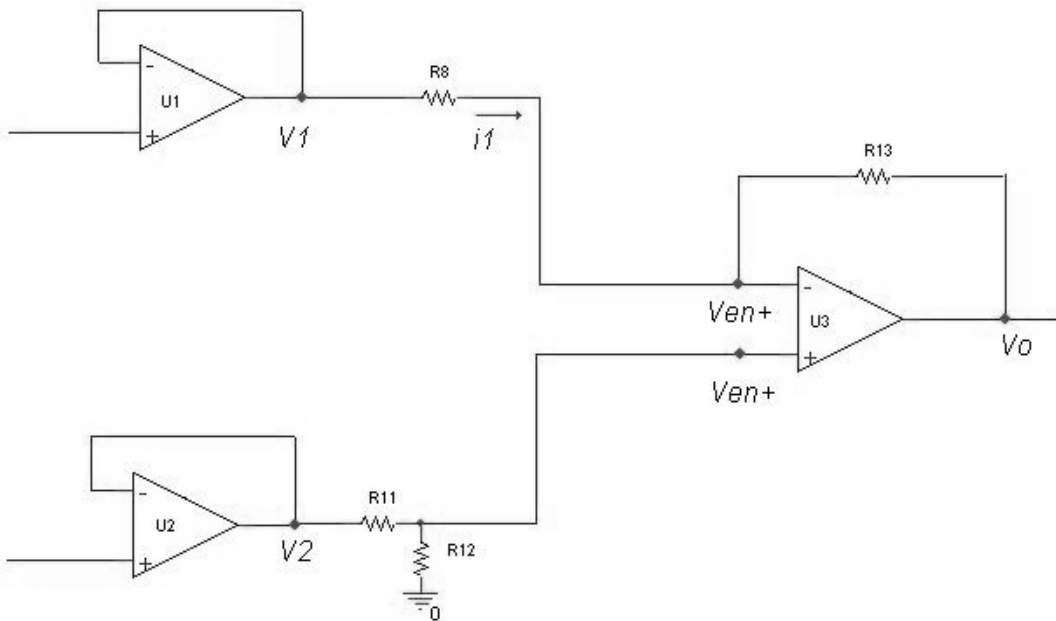 R8
-
U1
+
V1
i1
R13
-
Ven+
U3
+
Vo
Ven+
-
R11
U2
V2
R12
+
0